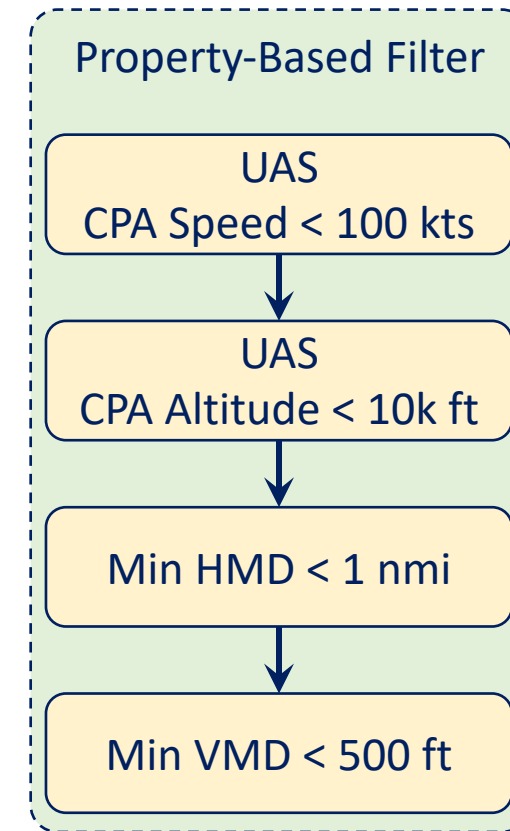 Property-Based Filter
UAS
CPA Speed < 100 kts
UAS
CPA Altitude < 10k ft
Min HMD < 1 nmi
Min VMD < 500 ft